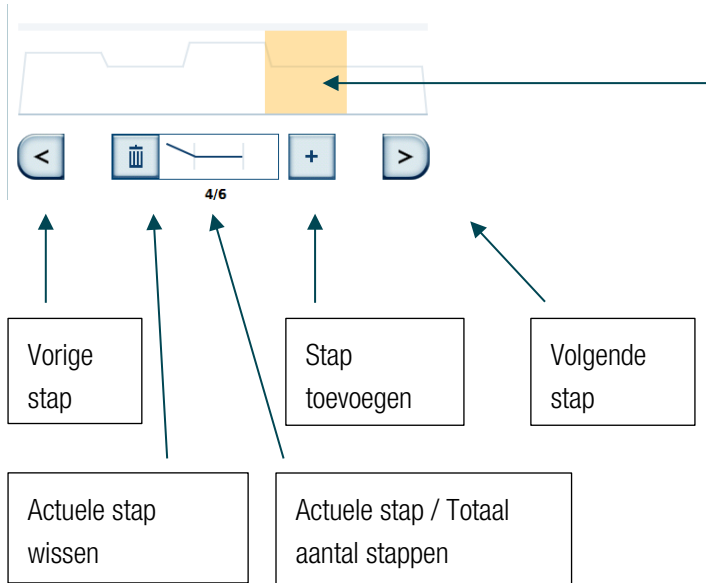 <
+
>
4/6
Vorige
stap
Stap
toevoegen
Volgende
stap
Actuele stap
wissen
Actuele stap / Totaal
aantal stappen